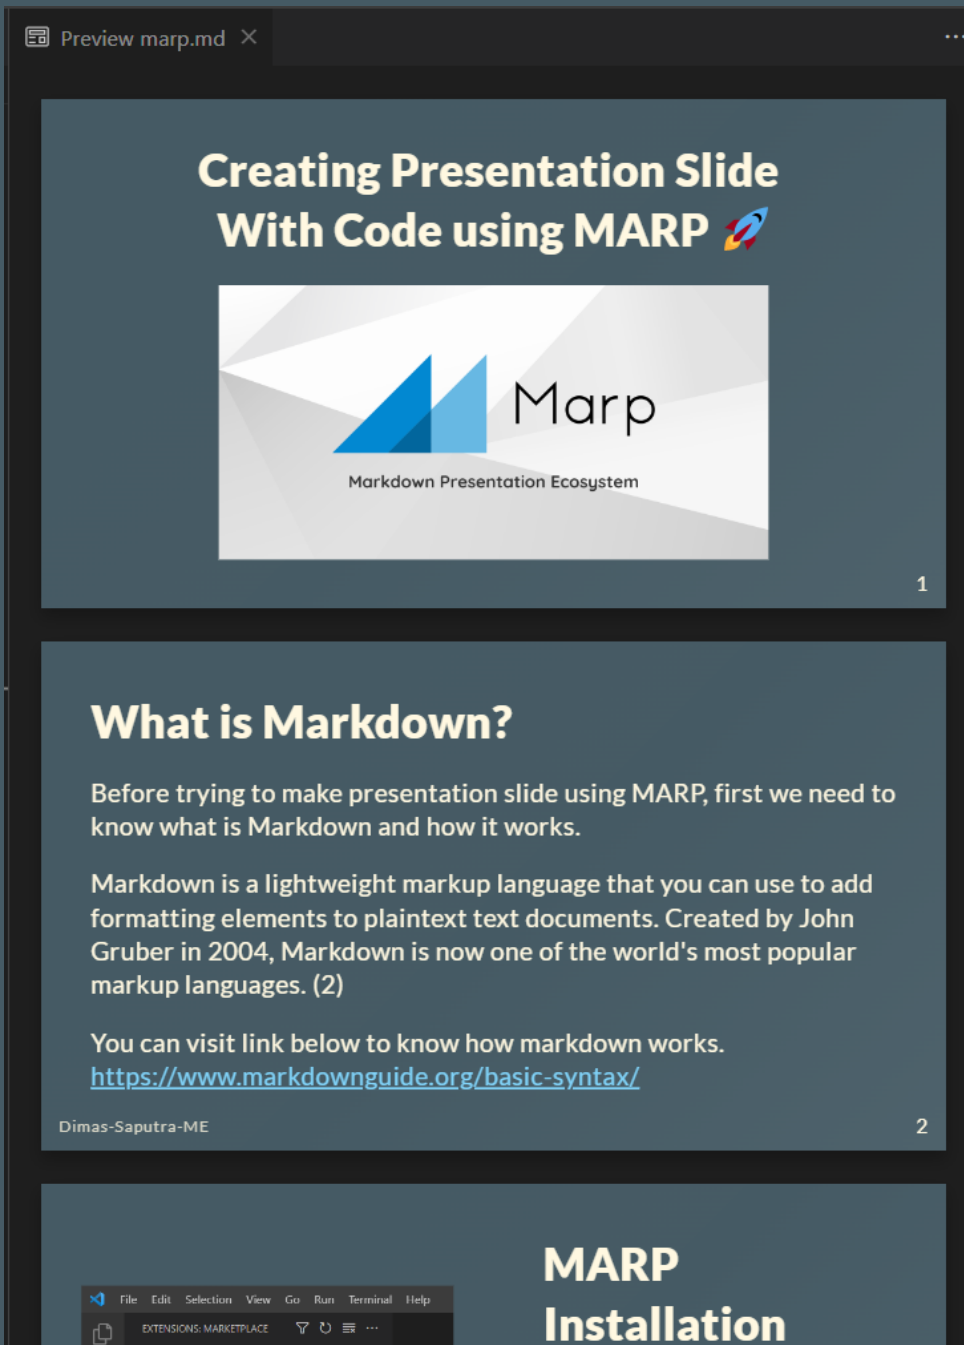 Preview marp.md
Creating Presentation Slide
With Code using MARP 🚀
Marp
Markdown Presentation Ecosystem
1
What is Markdown?
Before trying to make presentation slide using MARP, first we need to
know what is Markdown and how it works.
Markdown is a lightweight markup language that you can use to add
formatting elements to plaintext text documents. Created by John
Gruber in 2004, Markdown is now one of the world's most popular
markup languages. (2)
You can visit link below to know how markdown works.
https://www.markdownguide.org/basic-syntax/
Dimas-Saputra-ME
2
MARP
Installation
File Edit Selection View Go Run Terminal Help
EXTENSIONS: MARKETPLACE